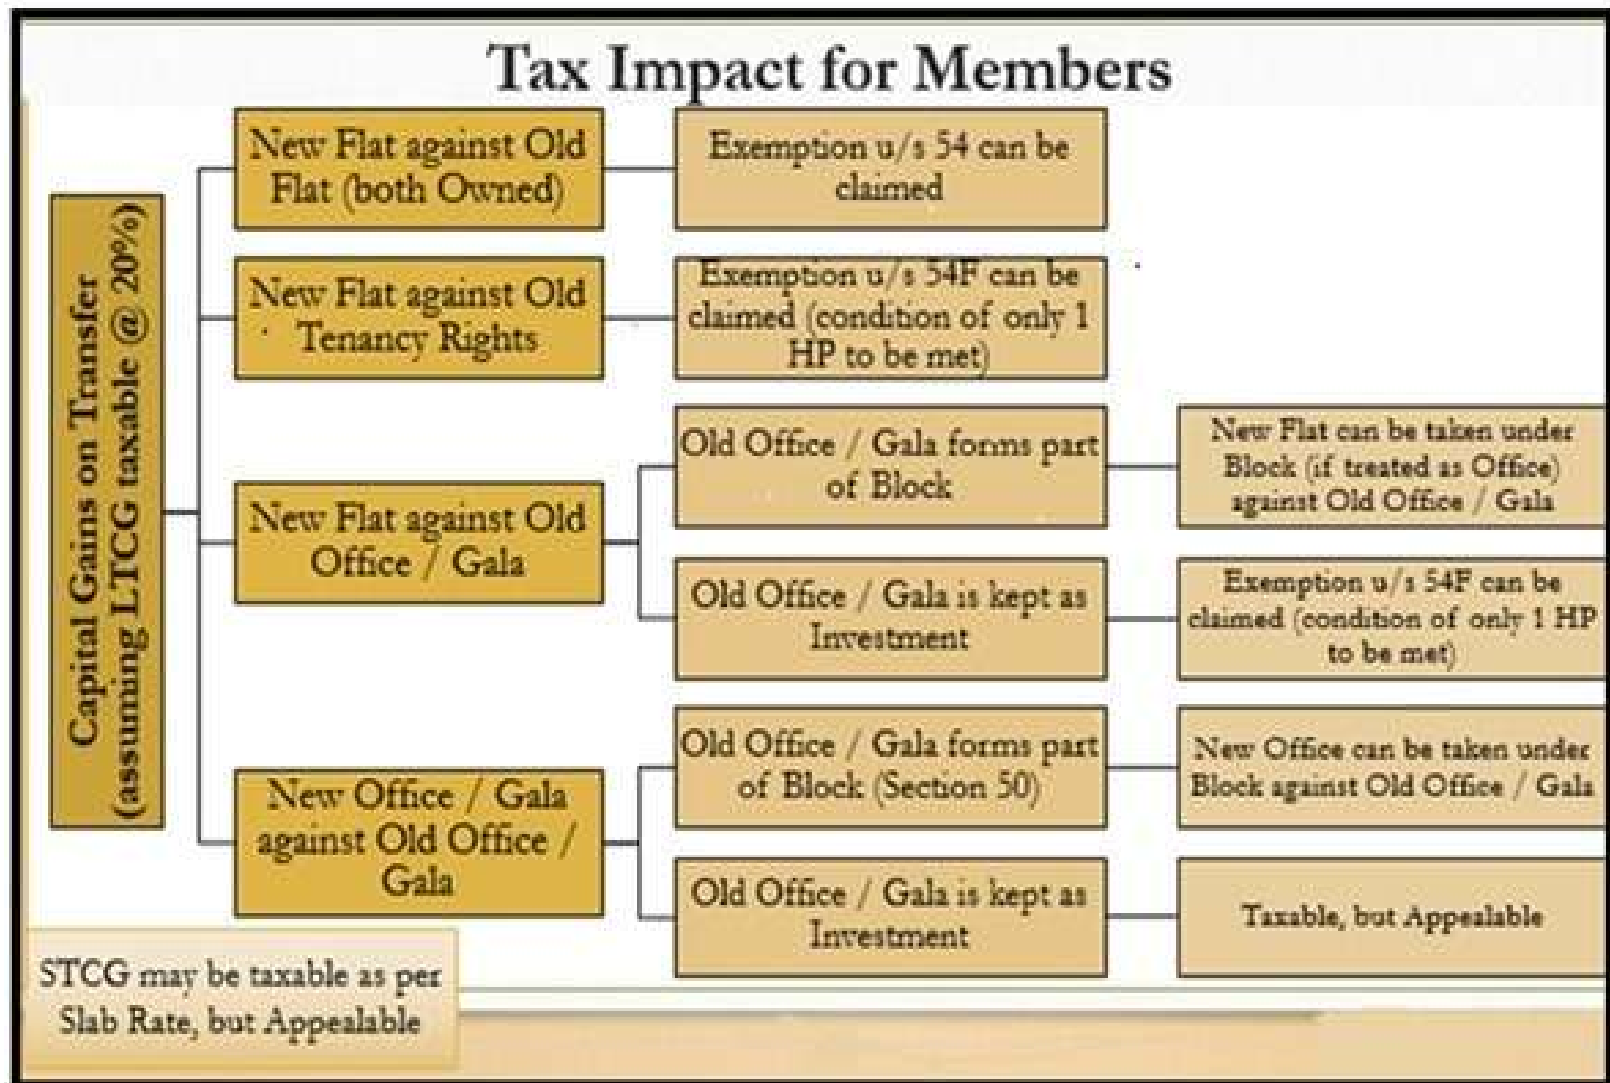 Tax Impact for Members
Capital Gains on Transfer
(assuming LTCG taxable @ 20%)
New Flat against Old
Flat (both Owned)
Exemption u/s 54 can be
claimed
New Flat against Old
Tenancy Rights
Exemption u/s 54F can be
claimed (condition of only 1
HP to be met)
New Flat against Old
Office / Gala
Old Office / Gala forms part
of Block
New Flat can be taken under
Block (if treated as Office)
against Old Office / Gala
Old Office / Gala is kept as
Investment
Exemption u/s 54F can be
claimed (condition of only 1 HP
to be met)
New Office / Gala
against Old Office /
Gala
Old Office / Gala forms part
of Block (Section 50)
New Office can be taken under
Block against Old Office / Gala
Old Office / Gala is kept as
Investment
Taxable, but Appealable
STCG may be taxable as per
Slab Rate, but Appealable